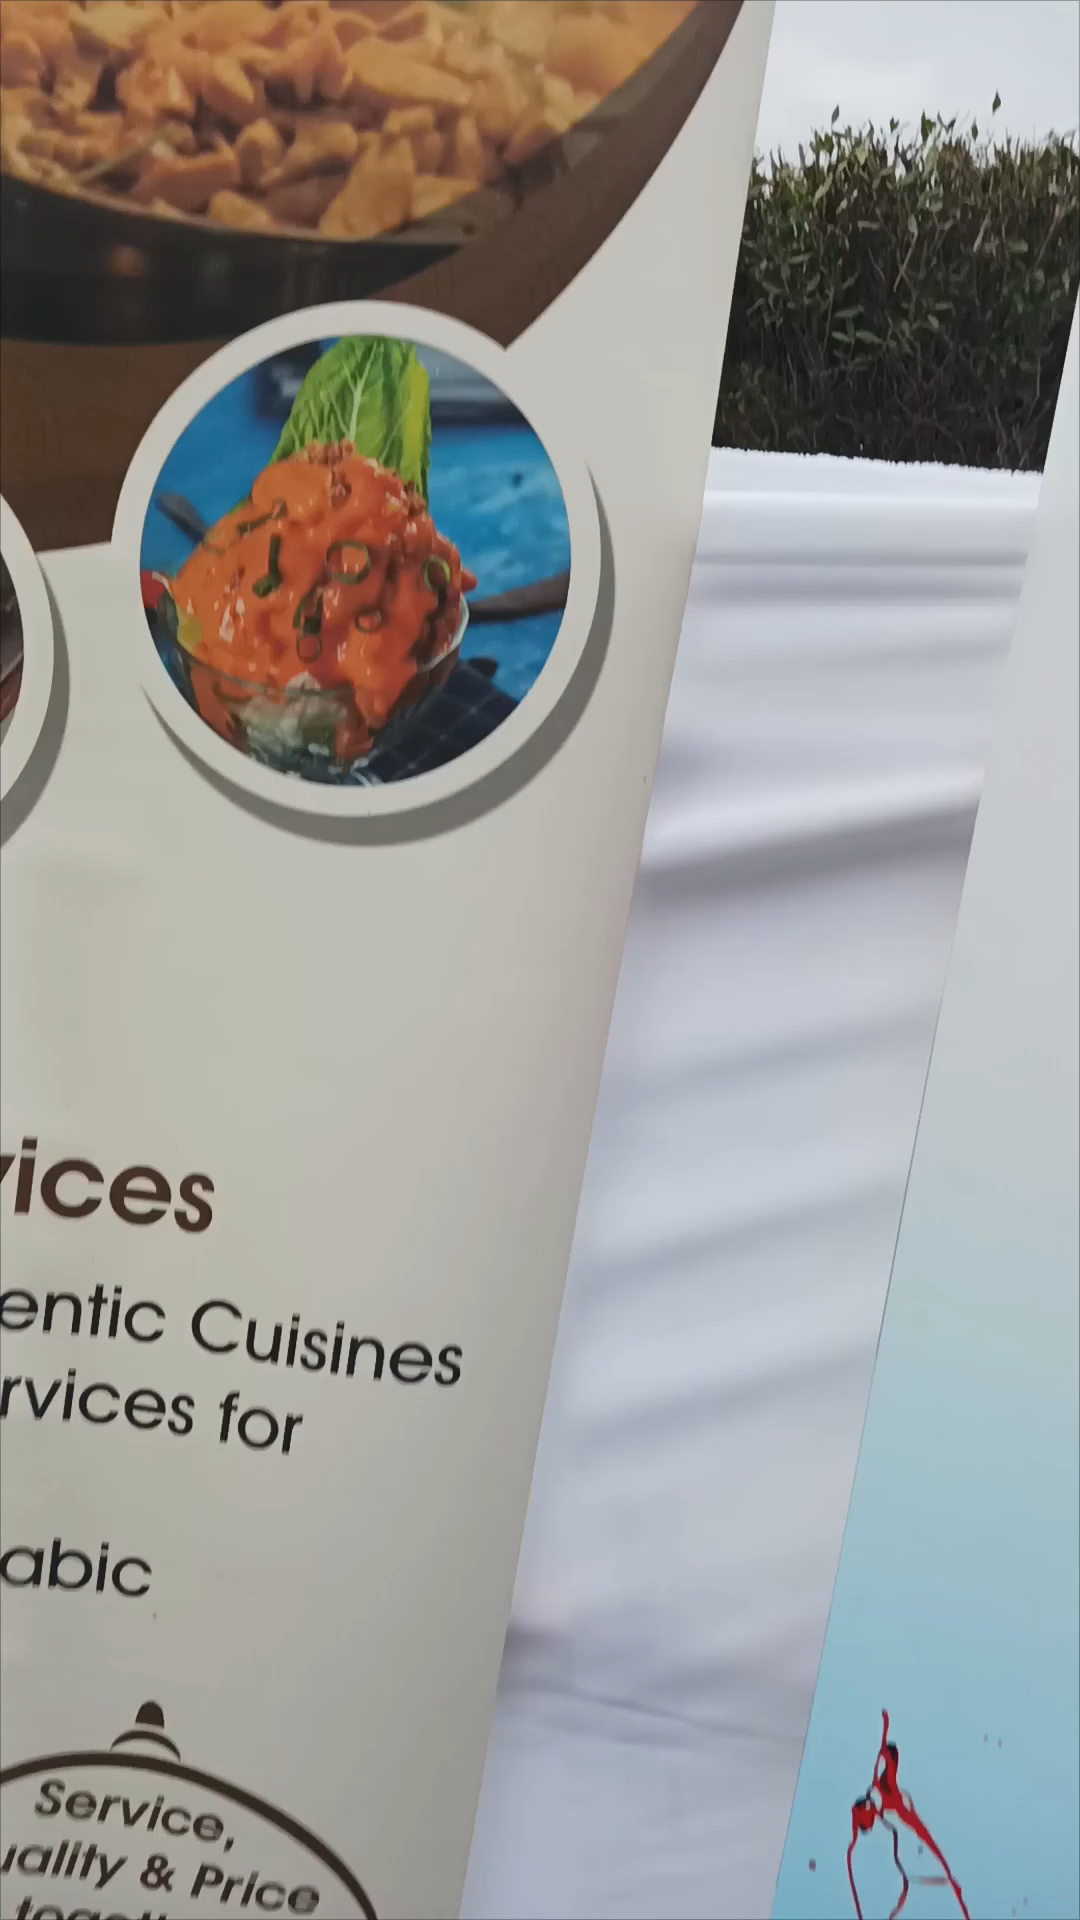 vices
entic Cuisines
rvices for
abic
Service,
uality & Price